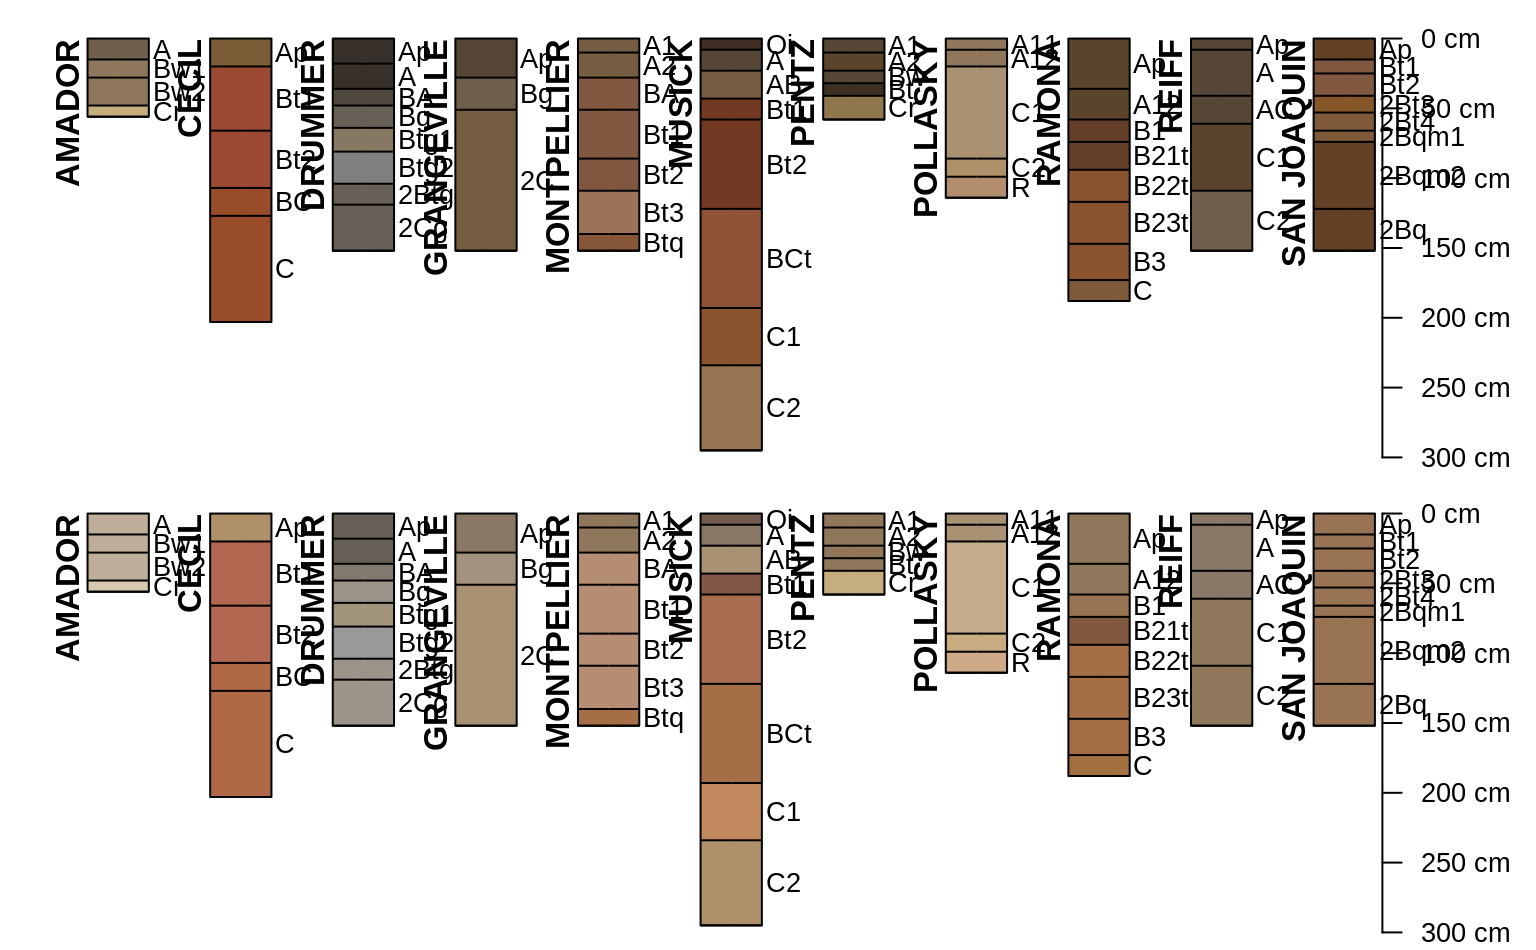 AMADOR
A
Bw1
Bw2
Cr
CECIL
Ap
Bt1
Bt2
BC
C
DRUMMER
Ap
A
BA
Bg
Btg1
Btg2
2Btg
2Cg
GRANGEVILLE
Ap
Bg
2C
MONTPELLIER
A1
A2
BA
Bt1
Bt2
Bt3
Btq
MUSICK
Oi
A
AB
Bt1
Bt2
BCt
C1
C2
PENTZ
A1
A2
Bw
Bt
Cr
POLLASKY
A11
A12
C1
C2
R
RAMONA
Ap
A12
B1
B21t
B22t
B23t
B3
C
REIFF
Ap
A
AC
C1
C2
SAN JOAQUIN
Ap
Bt1
Bt2
2Bt3
2Bt4
2Bqm1
2Bqm2
2Bq
0 cm
50 cm
100 cm
150 cm
200 cm
250 cm
300 cm
AMADOR
A
Bw1
Bw2
Cr
CECIL
Ap
Bt1
Bt2
BC
C
DRUMMER
Ap
A
BA
Bg
Btg1
Btg2
2Btg
2Cg
GRANGEVILLE
Ap
Bg
2C
MONTPELLIER
A1
A2
BA
Bt1
Bt2
Bt3
Btq
MUSICK
Oi
A
AB
Bt1
Bt2
BCt
C1
C2
PENTZ
A1
A2
Bw
Bt
Cr
POLLASKY
A11
A12
C1
C2
R
RAMONA
Ap
A12
B1
B21t
B22t
B23t
B3
C
REIFF
Ap
A
AC
C1
C2
SAN JOAQUIN
Ap
Bt1
Bt2
2Bt3
2Bt4
2Bqm1
2Bqm2
2Bq
0 cm
50 cm
100 cm
150 cm
200 cm
250 cm
300 cm